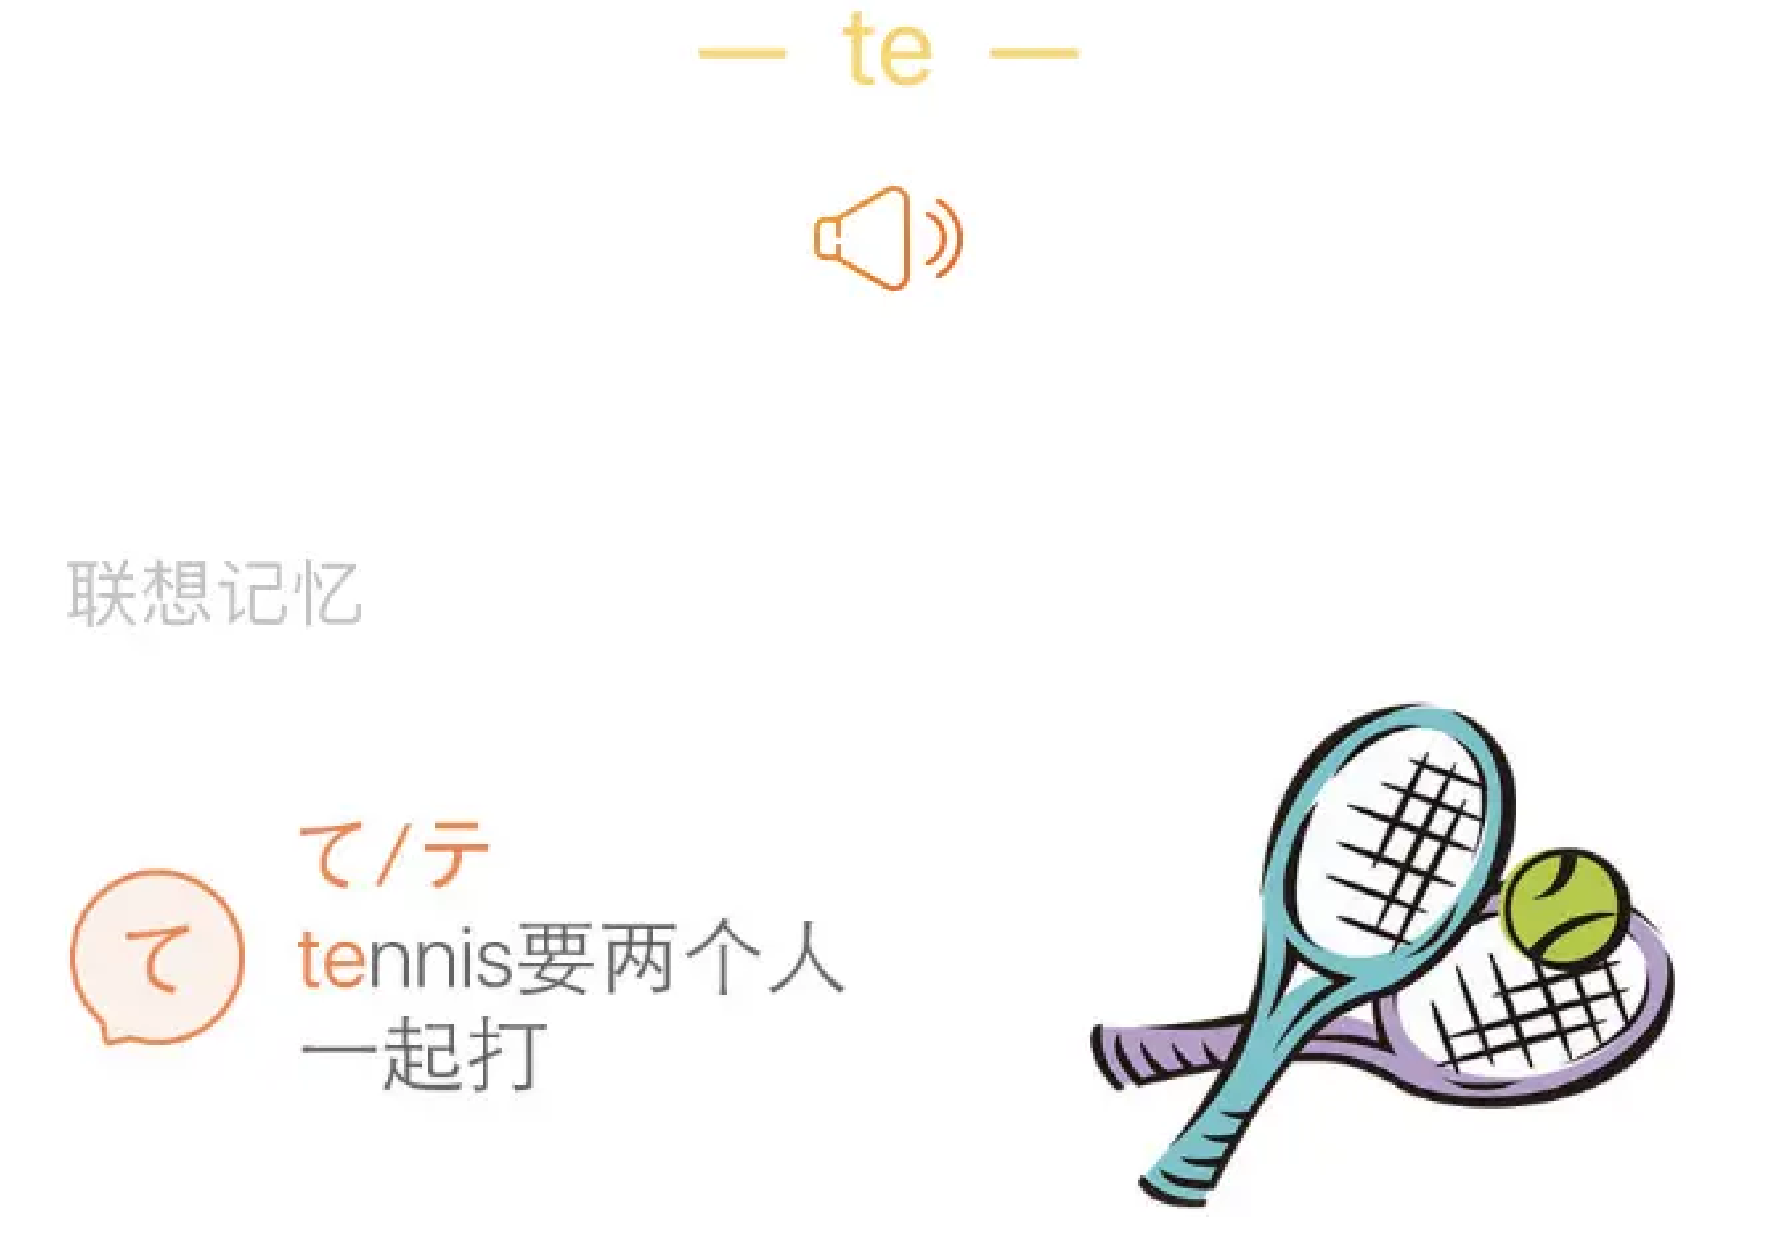 — te —
联想记忆
て/テ
て
tennis要两个人
一起打